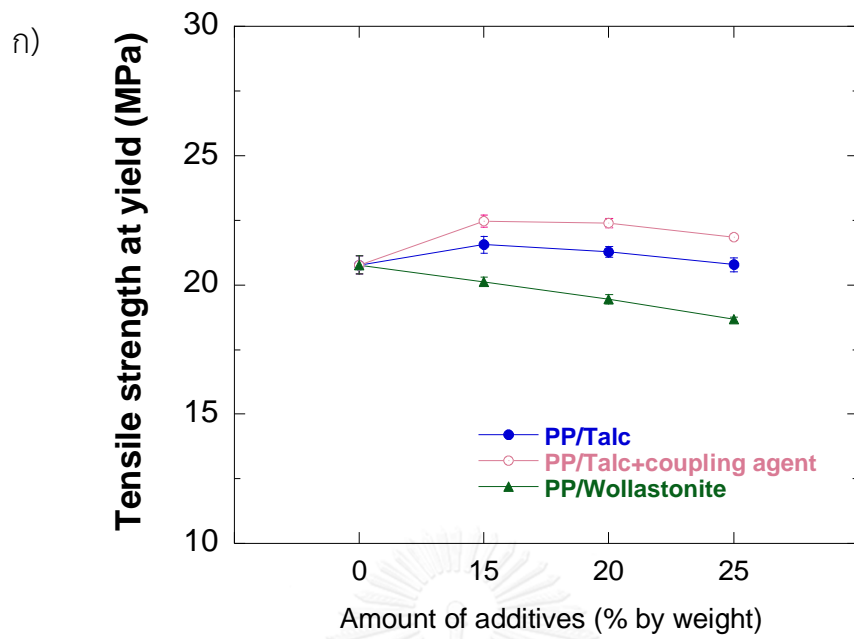 ก)
Tensile strength at yield (MPa)
30
25
20
15
10
PP/Talc
PP/Talc+coupling agent
PP/Wollastonite
0 15 20 25
Amount of additives (% by weight)